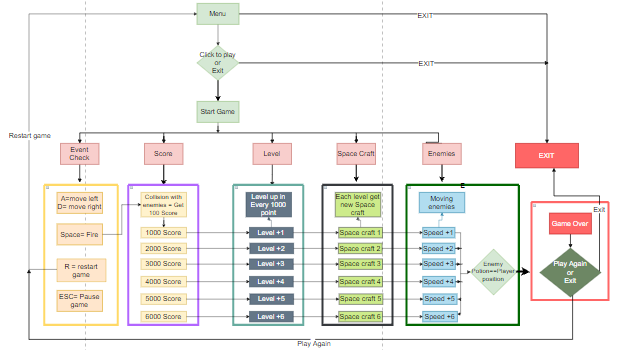 Menu
EXIT
Click to play
or
Exit
EXIT
Start Game
Restart game
Event
Check
Score
Level
Space Craft
Enemies
EXIT
A=move left
D= move right
Collision with
enemies = Get
100 Score
Level up in
Every 1000
point
Each level get
new Space
craft
Moving
enemies
Exit
Space= Fire
1000 Score
Level +1
Space craft 1
Speed +1
Game Over
2000 Score
Level +2
Space craft 2
Speed +2
R = restart
game
3000 Score
Level +3
Space craft 3
Speed +3
Enemy
Potion==Player
position
Play Again
or
Exit
4000 Score
Level +4
Space craft 4
Speed +4
ESC= Pause
game
5000 Score
Level +5
Space craft 5
Speed +5
6000 Score
Level +6
Space craft 6
Speed +6
Play Again